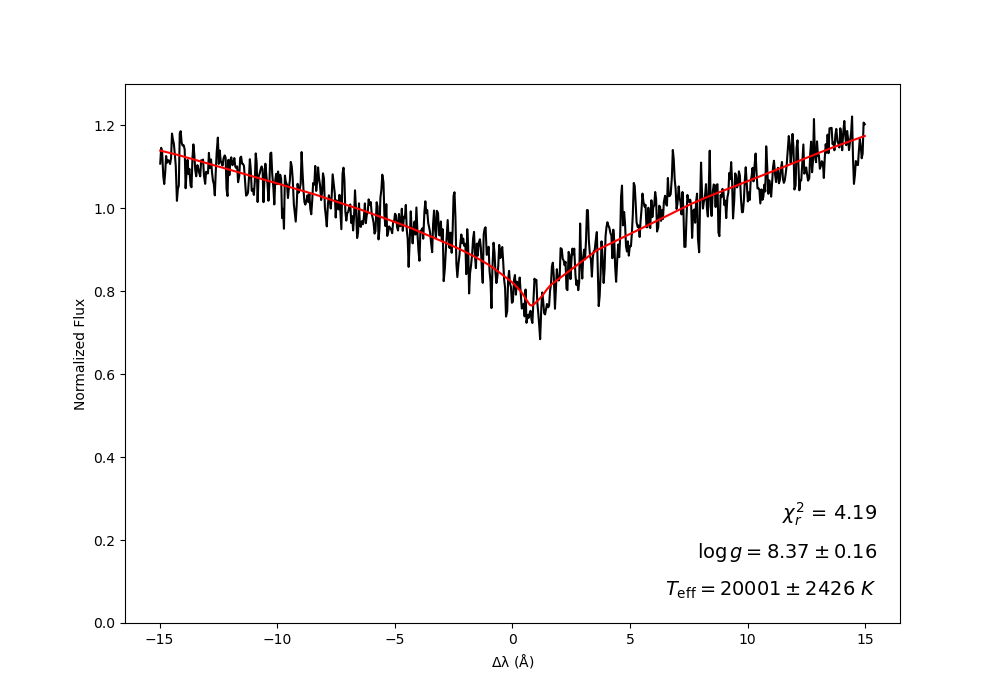 1.2
1.0
0.8
0.6
0.4
0.2
0.0
Normalized Flux
χ²ᵣ = 4.19
log g = 8.37 ± 0.16
T_eff = 20001 ± 2426 K
−15 −10 −5 0 5 10 15
Δλ (Å)